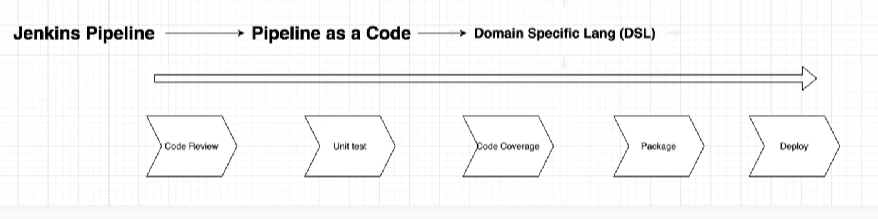 Jenkins Pipeline
Pipeline as a Code
Domain Specific Lang (DSL)
Code Review
Unit test
Code Coverage
Package
Deploy